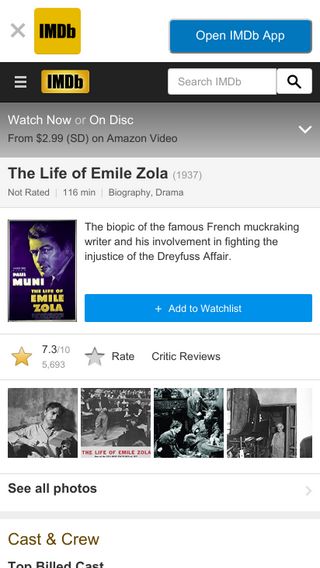 IMDb
Open IMDb App
IMDb
Search IMDb
Watch Now or On Disc
From $2.99 (SD) on Amazon Video
The Life of Emile Zola (1937)
Not Rated | 116 min | Biography, Drama
PAUL
MUNI
THE LIFE OF
EMILE
ZOLA
The biopic of the famous French muckraking
writer and his involvement in fighting the
injustice of the Dreyfuss Affair.
+ Add to Watchlist
7.3/10
5,693
Rate
Critic Reviews
THE LIFE OF EMILE ZOLA
See all photos
Cast & Crew
Top Billed Cast